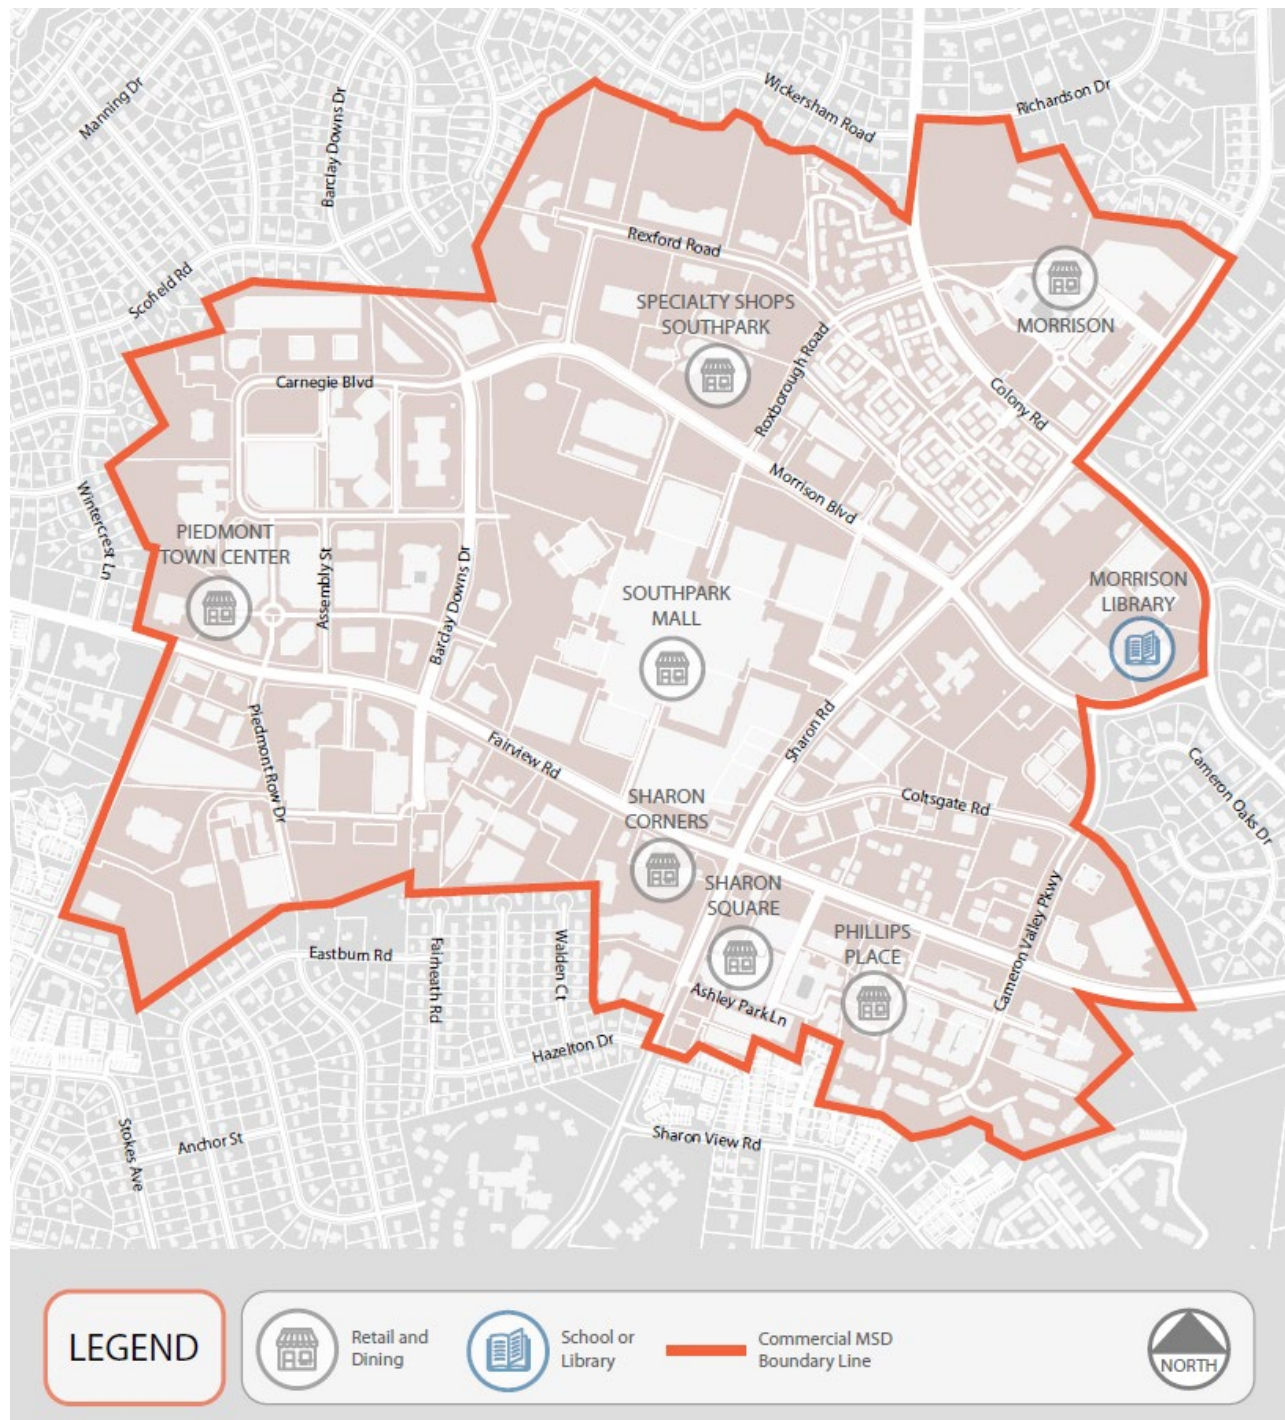 Manning Dr
Barclay Downs Dr
Wickersham Road
Richardson Dr
Scofield Rd
Rexford Road
SPECIALTY SHOPS
SOUTHPARK
MORRISON
Roxborough Road
Carnegie Blvd
Colony Rd
Morrison Blvd
Wintercrest Ln
PIEDMONT
TOWN CENTER
Assembly St
Barclay Downs Dr
SOUTHPARK
MALL
MORRISON
LIBRARY
Piedmont Row Dr
Fairview Rd
Sharon Rd
Cameron Oaks Dr
SHARON
CORNERS
Coltsgate Rd
SHARON
SQUARE
Cameron Valley Pkwy
PHILLIPS
PLACE
Eastburn Rd
Fairheath Rd
Walden Ct
Ashley Park Ln
Hazelton Dr
Stokes Ave
Anchor St
Sharon View Rd
LEGEND
Retail and
Dining
School or
Library
Commercial MSD
Boundary Line
NORTH